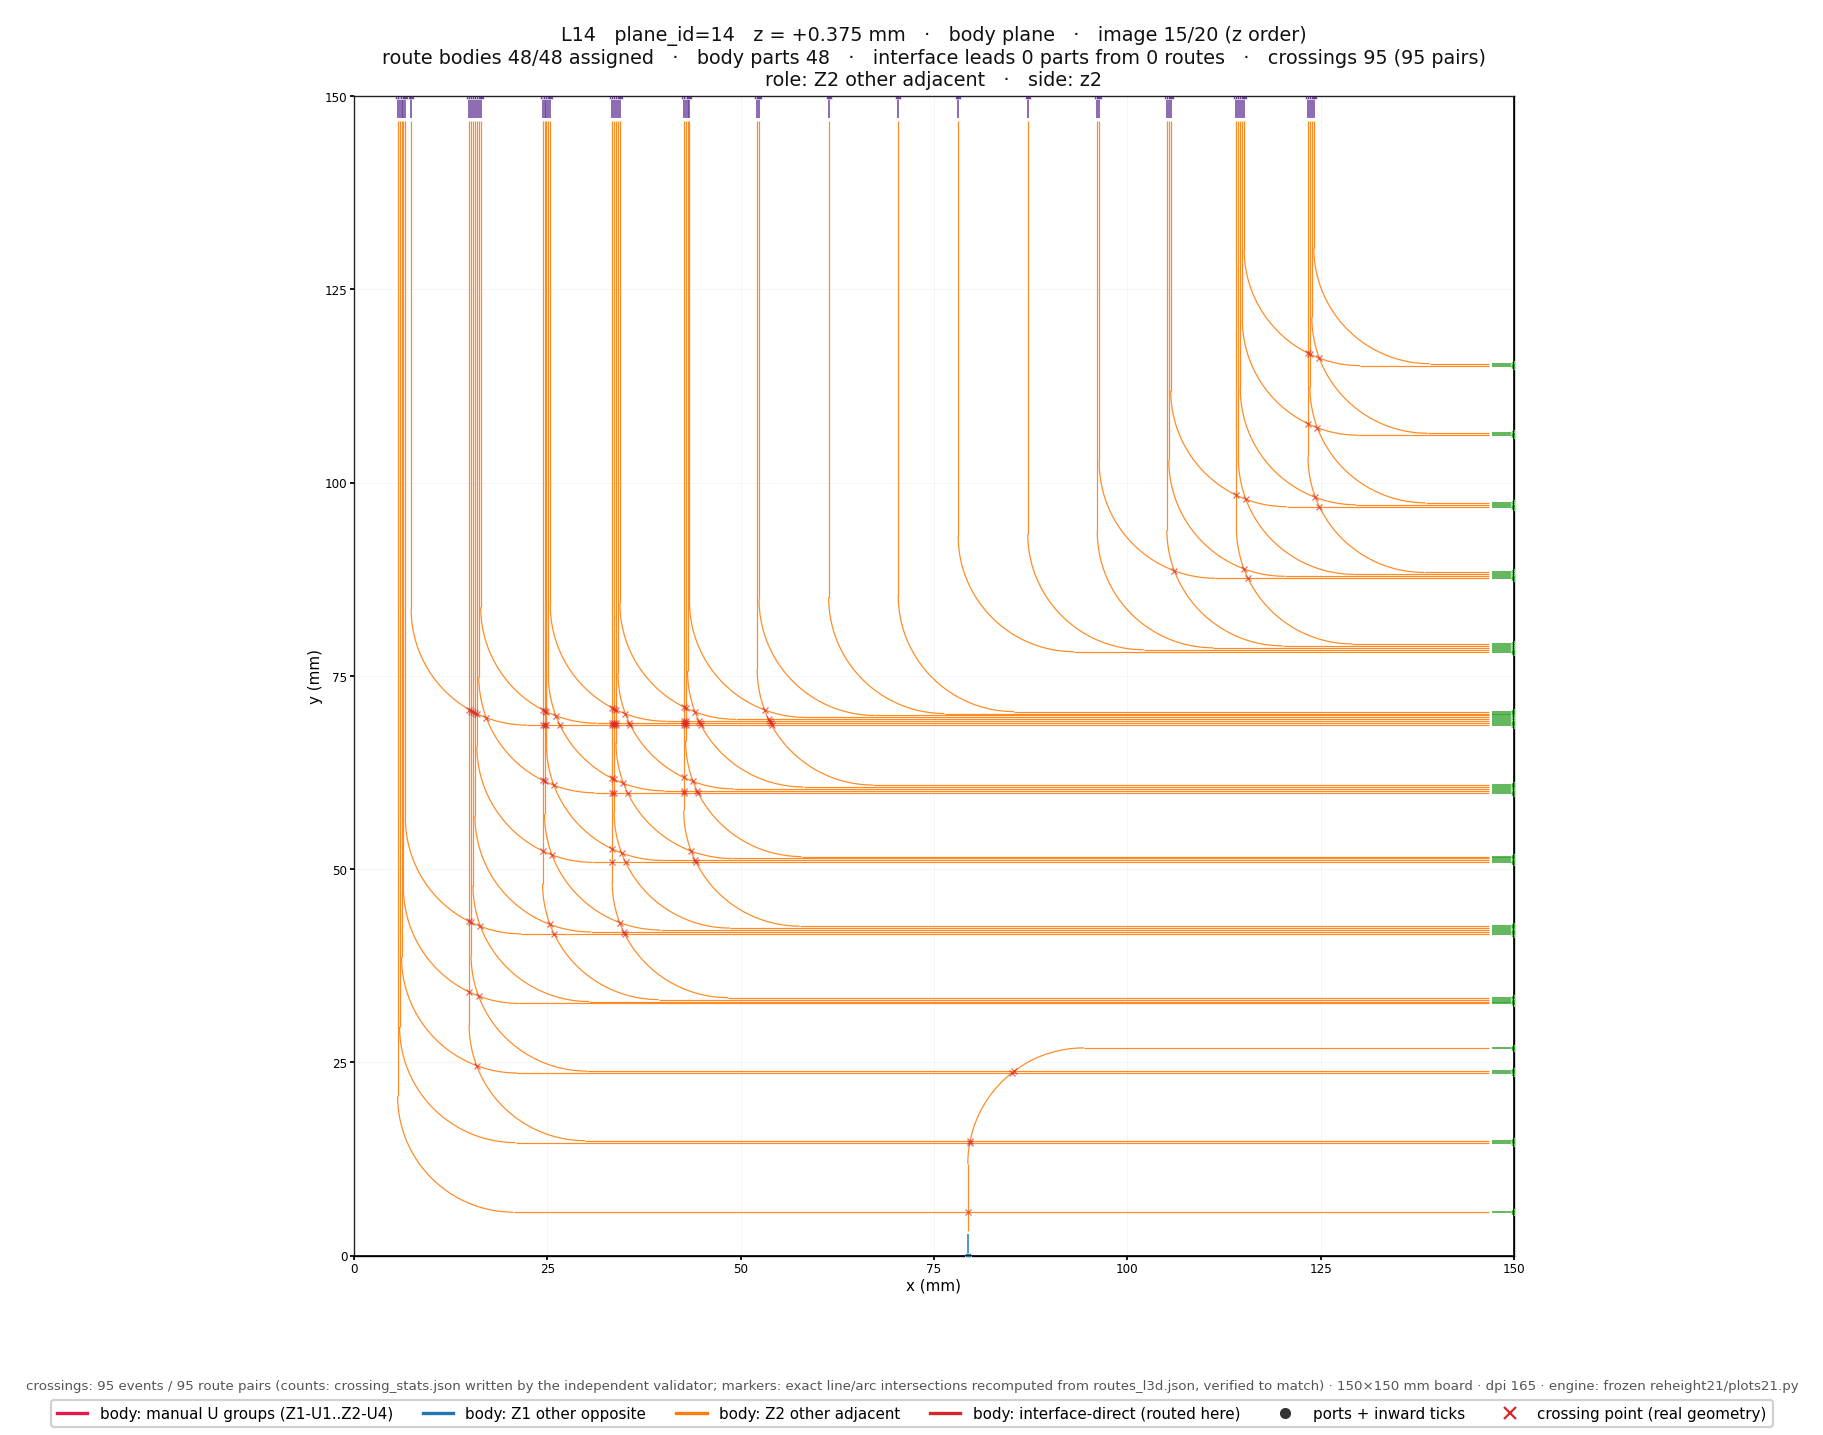 L14   plane_id=14   z = +0.375 mm   ·   body plane   ·   image 15/20 (z order)
route bodies 48/48 assigned   ·   body parts 48   ·   interface leads 0 parts from 0 routes   ·   crossings 95 (95 pairs)
role: Z2 other adjacent   ·   side: z2
150
125
100
75
50
25
0
y (mm)
0 25 50 75 100 125 150
x (mm)
crossings: 95 events / 95 route pairs (counts: crossing_stats.json written by the independent validator; markers: exact line/arc intersections recomputed from routes_l3d.json, verified to match) · 150×150 mm board · dpi 165 · engine: frozen reheight21/plots21.py
body: manual U groups (Z1-U1..Z2-U4)   body: Z1 other opposite   body: Z2 other adjacent   body: interface-direct (routed here)   ports + inward ticks   crossing point (real geometry)